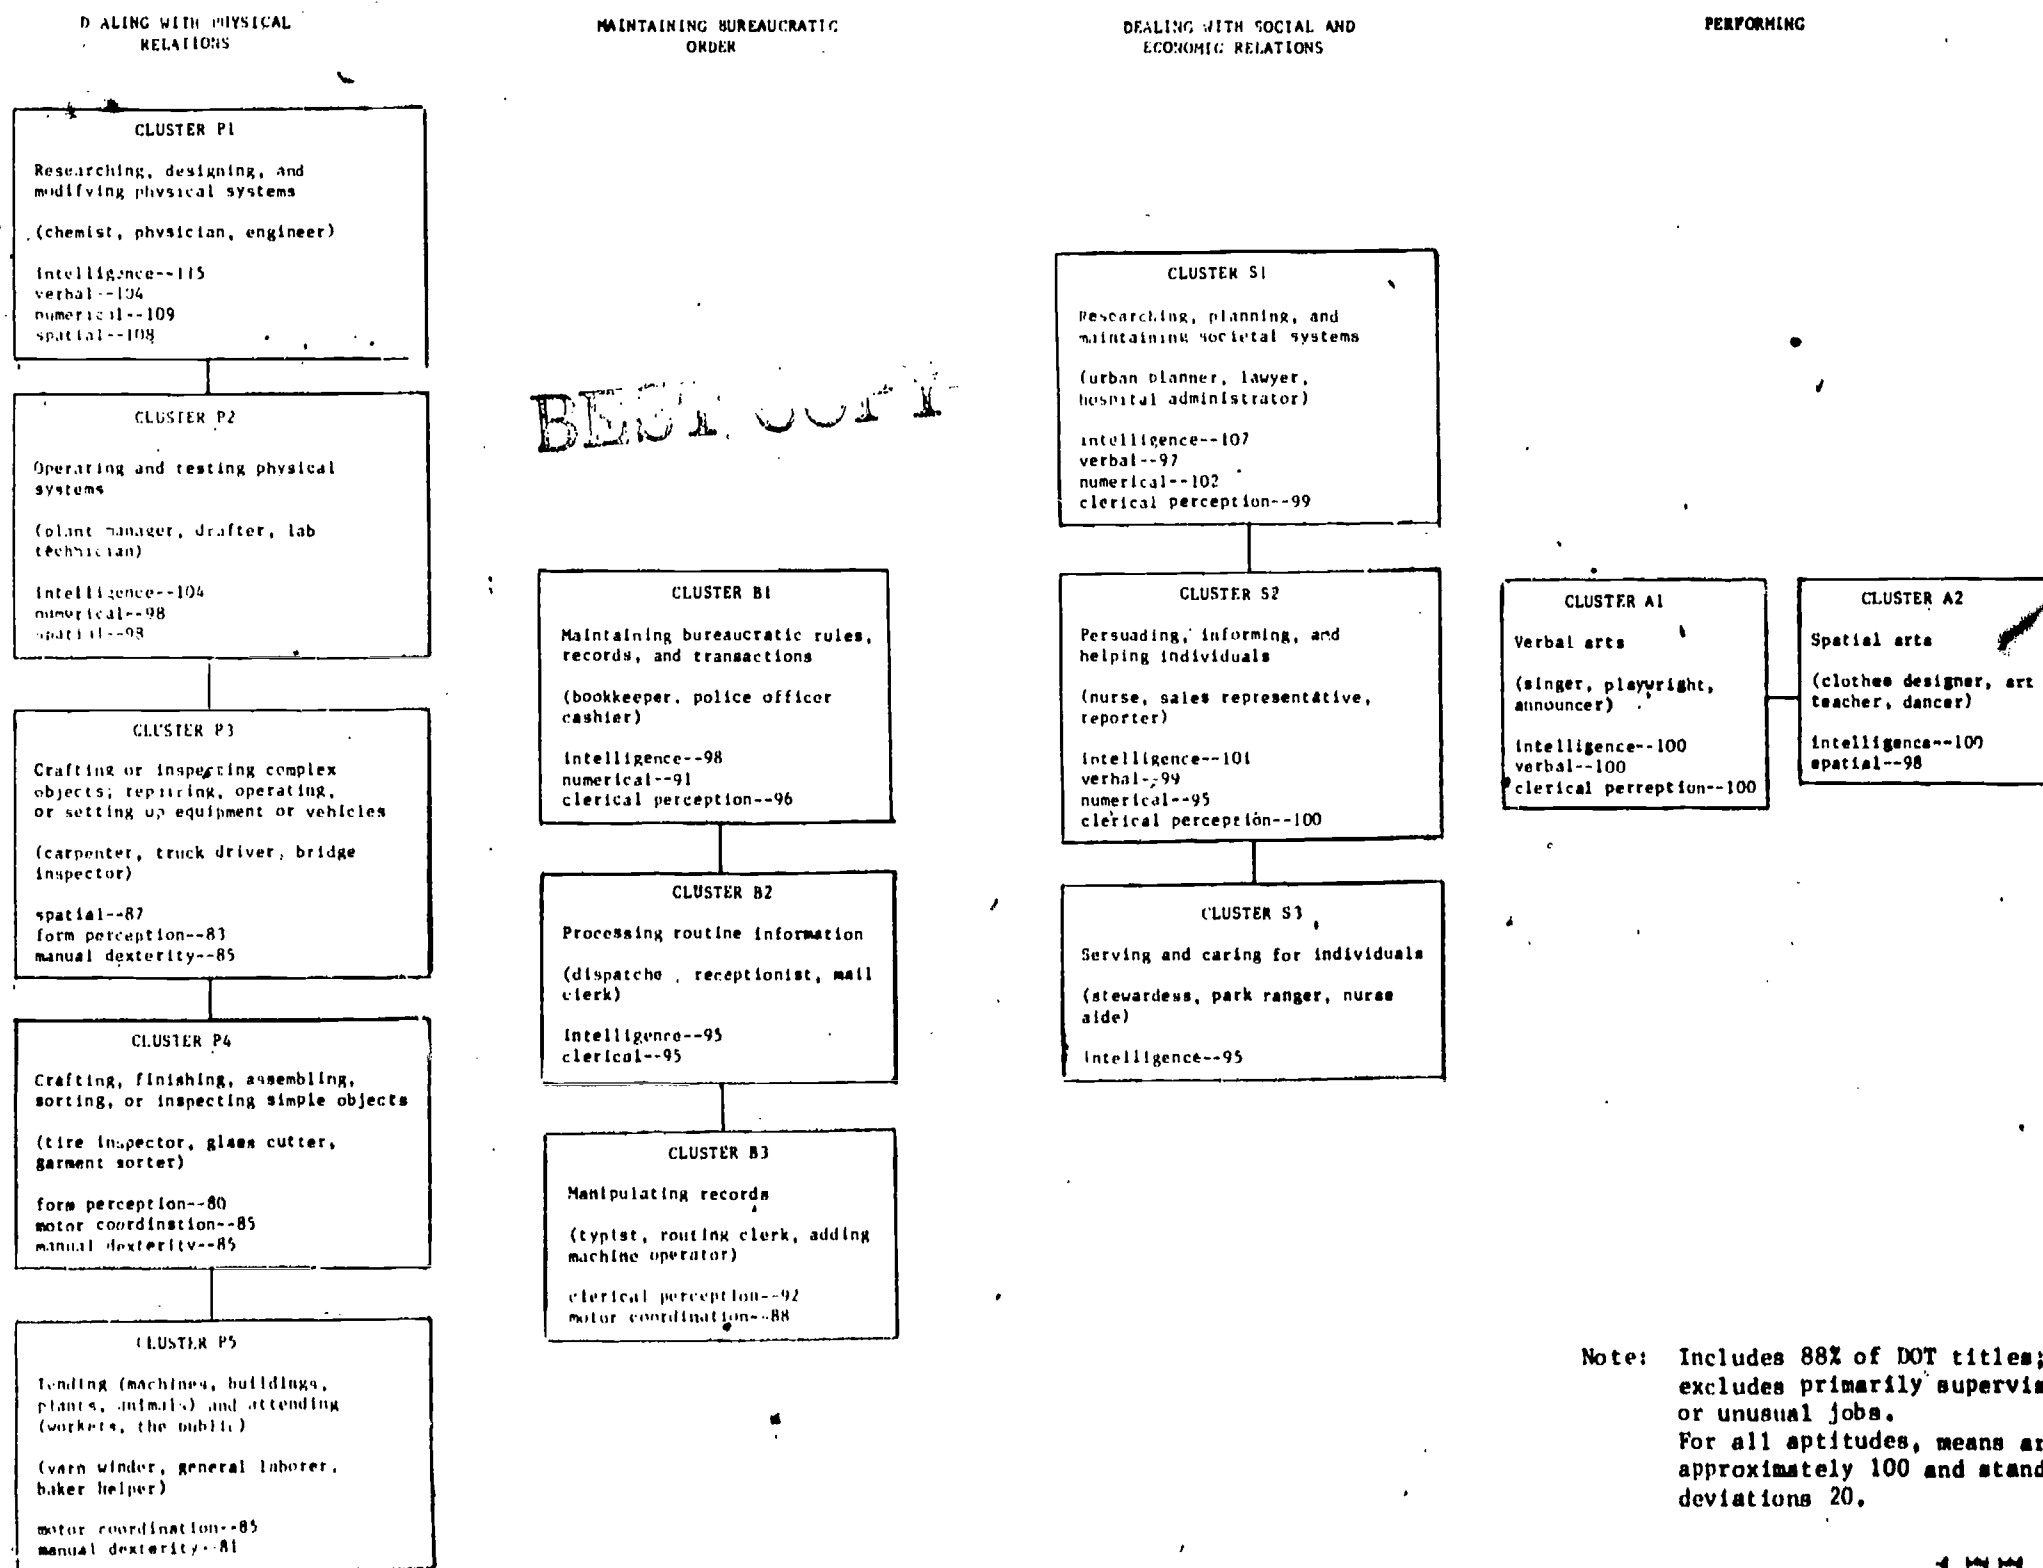 D ALING WITH PHYSICAL
RELATIONS
MAINTAINING BUREAUCRATIC
ORDER
DEALING WITH SOCIAL AND
ECONOMIC RELATIONS
PERFORMING
CLUSTER P1
Researching, designing, and
modifying physical systems
(chemist, physician, engineer)
intelligence--115
verbal--104
numerical--109
spatial--108
CLUSTER P2
Operating and testing physical
systems
(plant manager, drafter, lab
technician)
intelligence--104
numerical--98
spatial--98
CLUSTER P3
Crafting or inspecting complex
objects; repairing, operating,
or setting up equipment or vehicles
(carpenter, truck driver, bridge
inspector)
spatial--87
form perception--83
manual dexterity--85
CLUSTER P4
Crafting, finishing, assembling,
sorting, or inspecting simple objects
(tire inspector, glass cutter,
garment sorter)
form perception--80
motor coordination--85
manual dexterity--85
CLUSTER P5
Tending (machines, buildings,
plants, animals) and attending
(workers, the public)
(yarn winder, general laborer,
baker helper)
motor coordination--85
manual dexterity--81
BEST COPY
CLUSTER B1
Maintaining bureaucratic rules,
records, and transactions
(bookkeeper, police officer
cashier)
intelligence--98
numerical--91
clerical perception--96
CLUSTER B2
Processing routine information
(dispatche , receptionist, mail
clerk)
intelligence--95
clerical--95
CLUSTER B3
Manipulating records
(typist, routing clerk, adding
machine operator)
clerical perception--92
motor coordination--88
CLUSTER S1
Researching, planning, and
maintaining societal systems
(urban planner, lawyer,
hospital administrator)
intelligence--107
verbal--97
numerical--102
clerical perception--99
CLUSTER S2
Persuading, informing, and
helping individuals
(nurse, sales representative,
reporter)
intelligence--101
verbal--99
numerical--95
clerical perception--100
CLUSTER S3
Serving and caring for individuals
(stewardess, park ranger, nurse
aide)
intelligence--95
CLUSTER A1
Verbal arts
(singer, playwright,
announcer)
intelligence--100
verbal--100
clerical perception--100
CLUSTER A2
Spatial arts
(clothes designer, art
teacher, dancer)
intelligence--100
spatial--98
Note: Includes 88% of DOT titles;
excludes primarily supervis
or unusual jobs.
For all aptitudes, means ar
approximately 100 and stand
deviations 20.